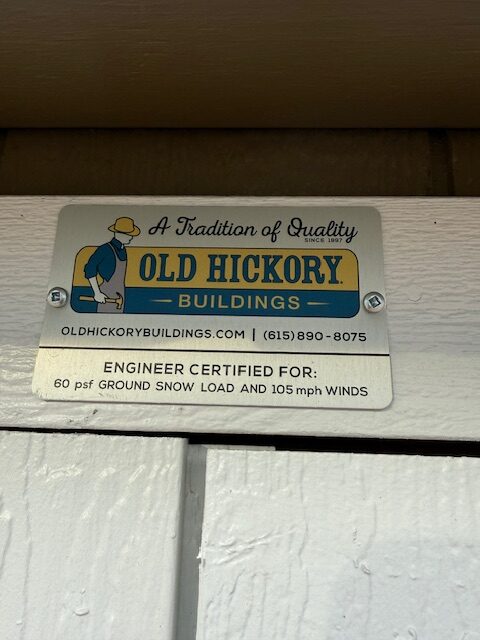 A Tradition of Quality
SINCE 1997
OLD HICKORY
BUILDINGS
OLDHICKORYBUILDINGS.COM | (615)890-8075
ENGINEER CERTIFIED FOR:
60 psf GROUND SNOW LOAD AND 105 mph WINDS